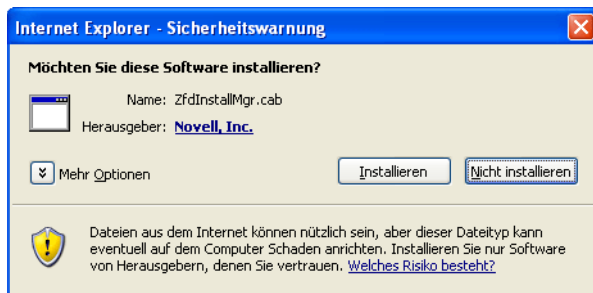 Internet Explorer - Sicherheitswarnung
Möchten Sie diese Software installieren?
Name: ZfdInstallMgr.cab
Herausgeber: Novell, Inc.
Mehr Optionen
Installieren
Nicht installieren
Dateien aus dem Internet können nützlich sein, aber dieser Dateityp kann
eventuell auf dem Computer Schaden anrichten. Installieren Sie nur Software
von Herausgebern, denen Sie vertrauen. Welches Risiko besteht?